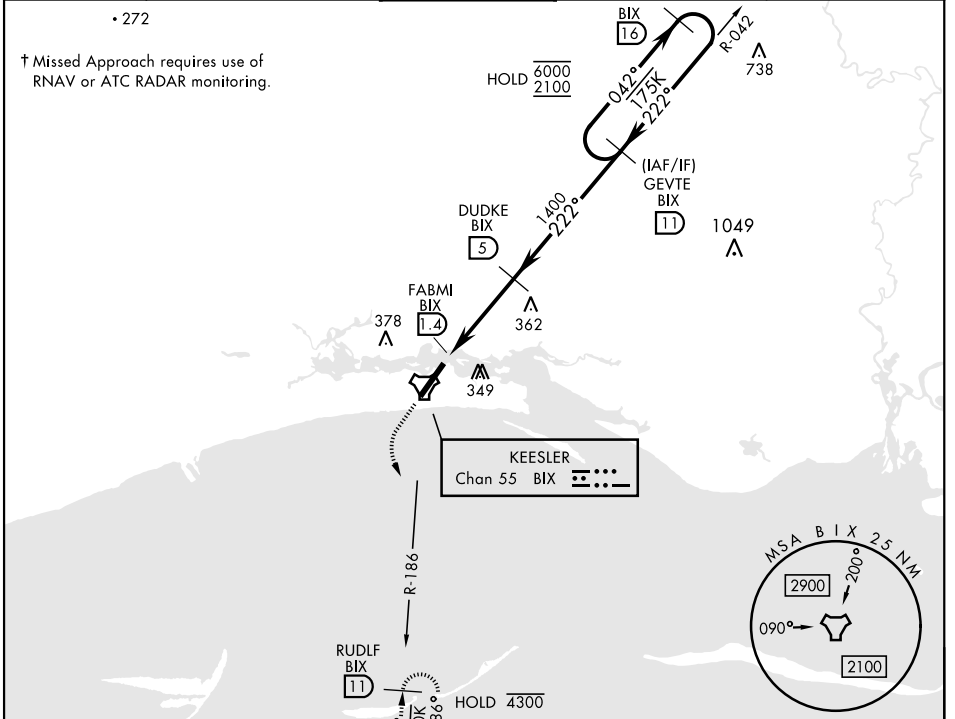 272
† Missed Approach requires use of
RNAV or ATC RADAR monitoring.
BIX
16
R-042
738
HOLD 6000
2100
042°
175K
222°
(IAF/IF)
GEVTE
BIX
11
1049
1400
222°
DUDKE
BIX
5
362
FABMI
BIX
1.4
378
349
KEESLER
Chan 55 BIX
R-186
MSA BIX 25 NM
2900
200°
090°
2100
RUDLF
BIX
11
HOLD 4300